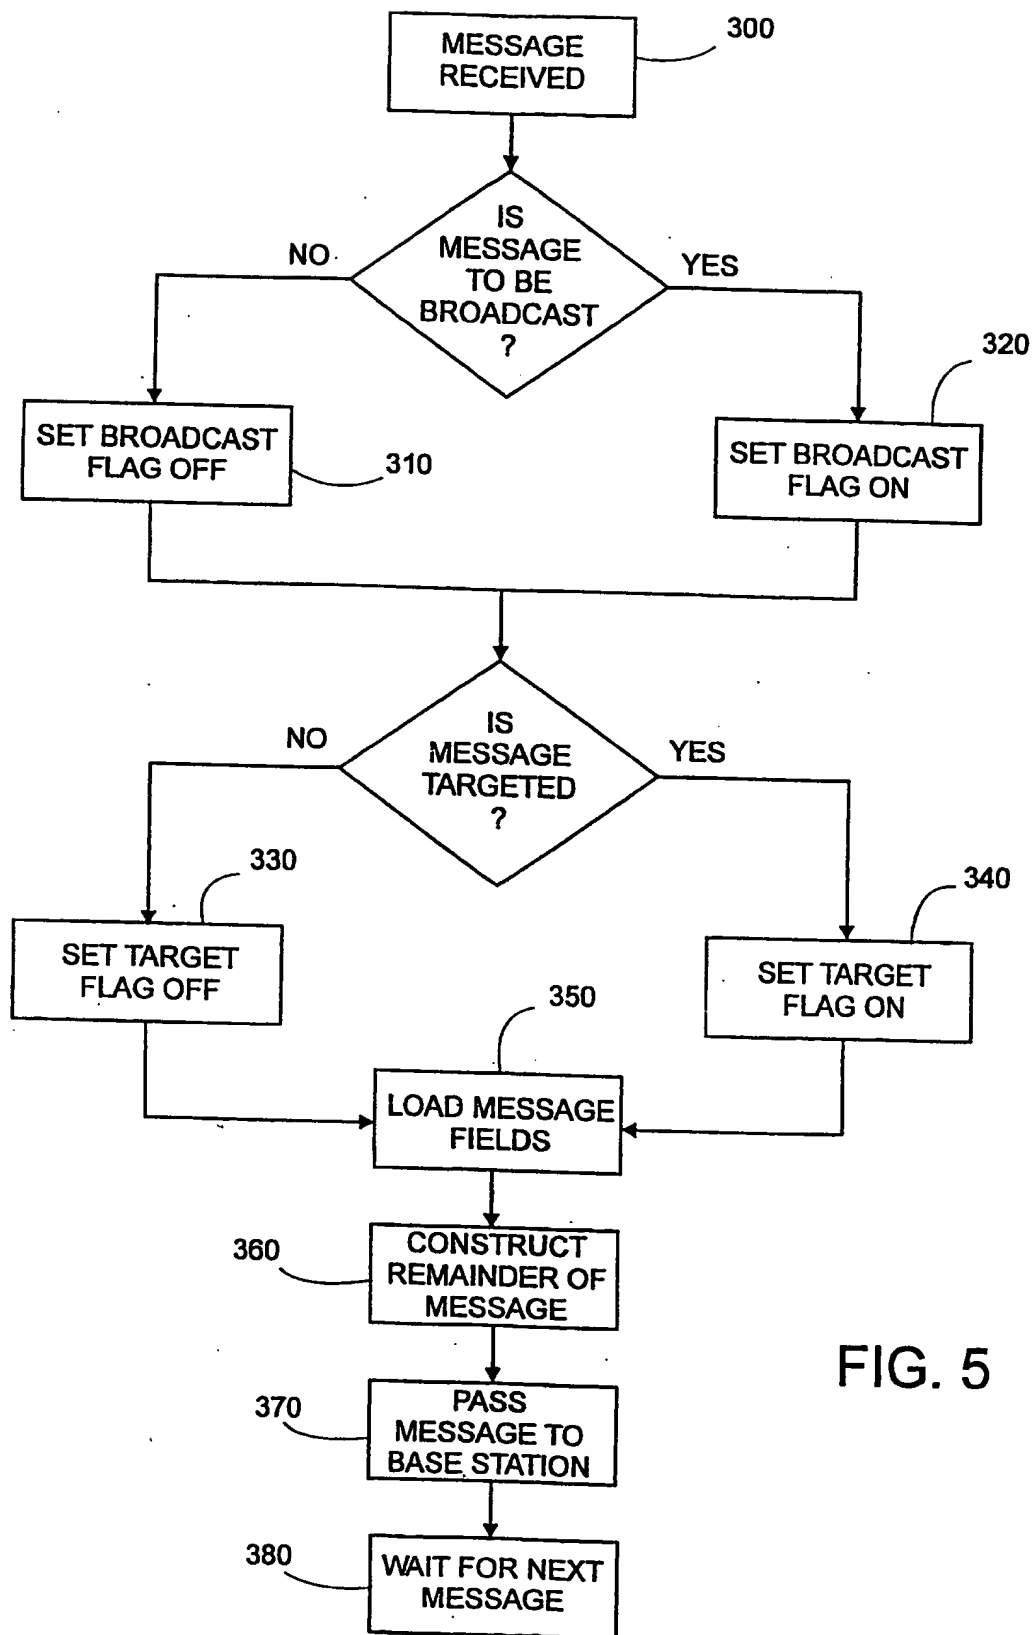 MESSAGE
RECEIVED
300
IS
MESSAGE
TO BE
BROADCAST
?
NO
YES
SET BROADCAST
FLAG OFF
310
320
SET BROADCAST
FLAG ON
IS
MESSAGE
TARGETED
?
NO
YES
330
SET TARGET
FLAG OFF
340
SET TARGET
FLAG ON
350
LOAD MESSAGE
FIELDS
360
CONSTRUCT
REMAINDER OF
MESSAGE
FIG. 5
370
PASS
MESSAGE TO
BASE STATION
380
WAIT FOR NEXT
MESSAGE